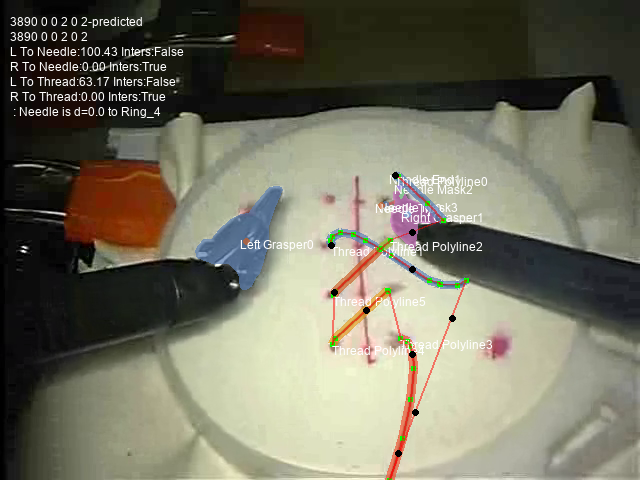 3890 0 0 2 0 2-predicted
3890 0 0 2 0 2
L To Needle:100.43 Inters:False
R To Needle:0.00 Inters:True
L To Thread:63.17 Inters:False
R To Thread:0.00 Inters:True
: Needle is d=0.0 to Ring_4
Thread Polyline0
Needle Mask2
Right Grasper1
Left Grasper0
Thread Polyline2
Thread Polyline5
Thread Polyline3